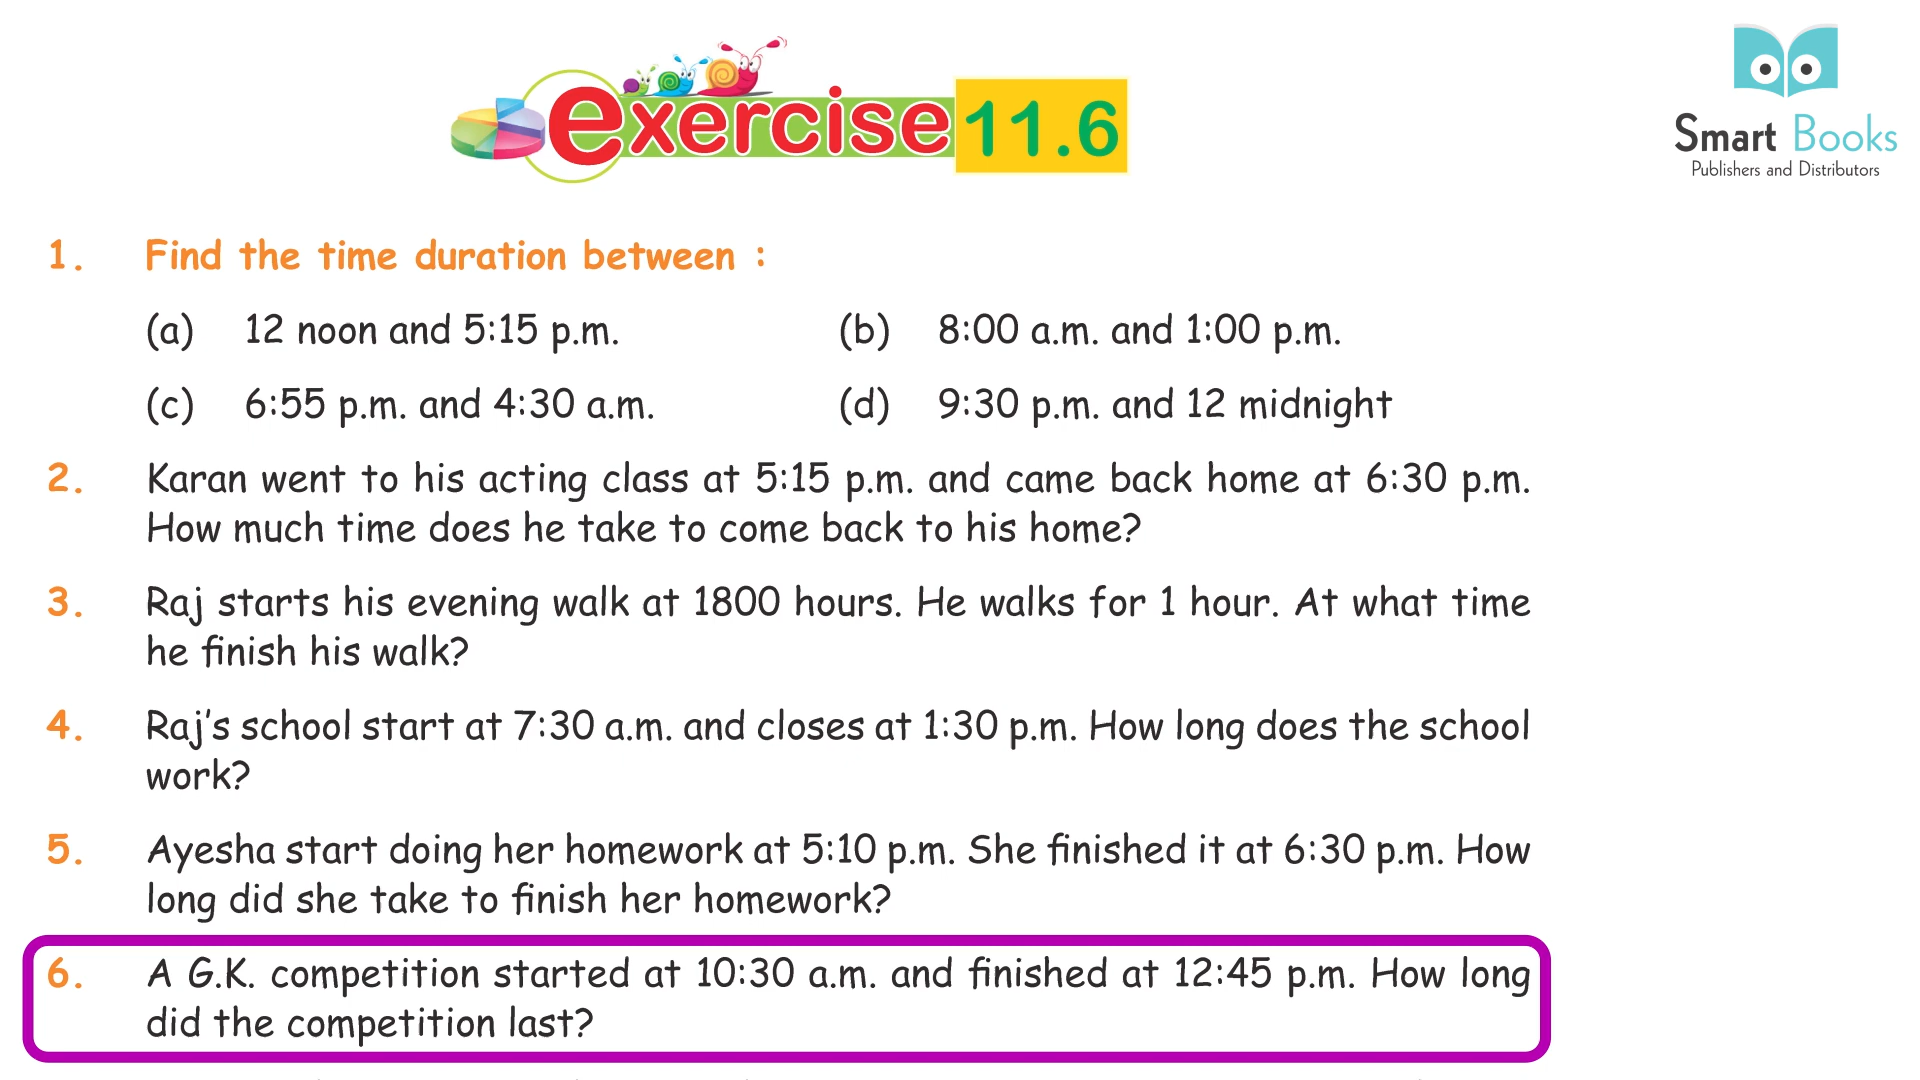 exercise 11.6
Smart Books
Publishers and Distributors
1. Find the time duration between :
(a) 12 noon and 5:15 p.m. (b) 8:00 a.m. and 1:00 p.m.
(c) 6:55 p.m. and 4:30 a.m. (d) 9:30 p.m. and 12 midnight
2. Karan went to his acting class at 5:15 p.m. and came back home at 6:30 p.m.
How much time does he take to come back to his home?
3. Raj starts his evening walk at 1800 hours. He walks for 1 hour. At what time
he finish his walk?
4. Raj’s school start at 7:30 a.m. and closes at 1:30 p.m. How long does the school
work?
5. Ayesha start doing her homework at 5:10 p.m. She finished it at 6:30 p.m. How
long did she take to finish her homework?
6. A G.K. competition started at 10:30 a.m. and finished at 12:45 p.m. How long
did the competition last?